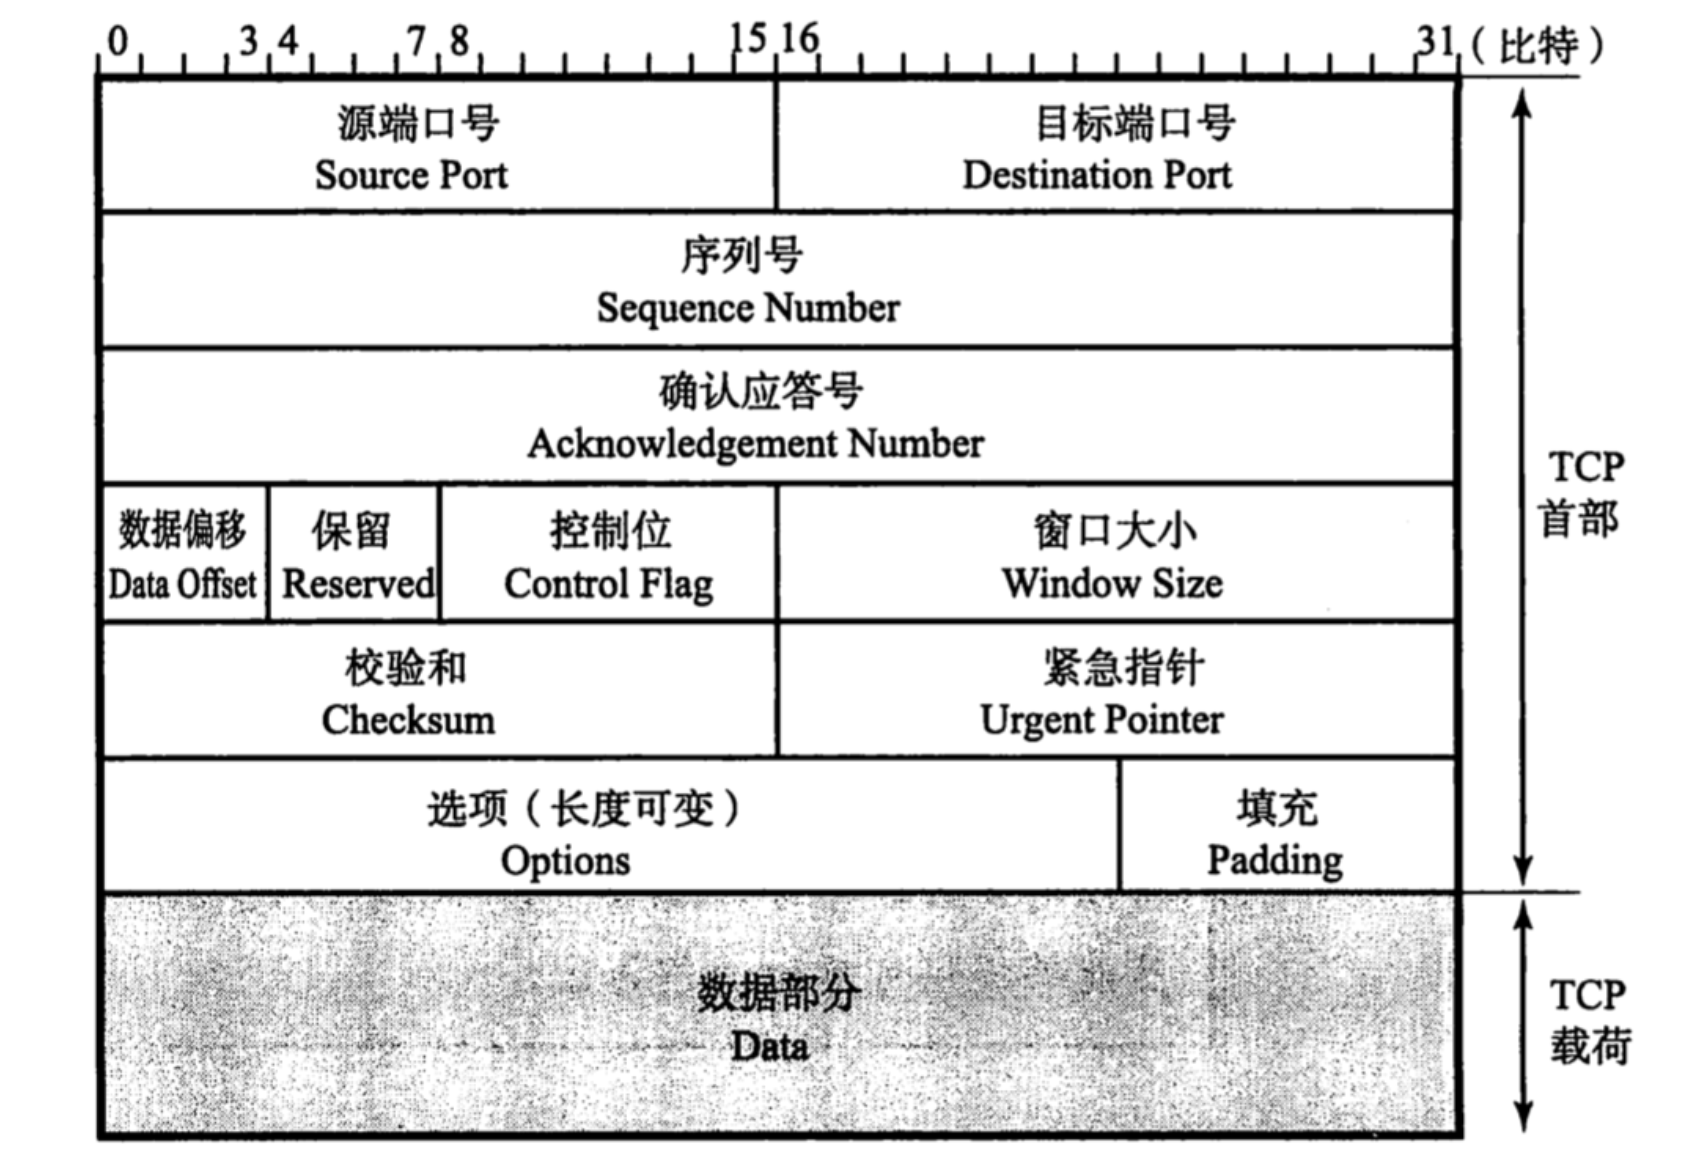 0 3 4 7 8 15 16 31 (比特)
源端口号 目标端口号
Source Port Destination Port
序列号
Sequence Number
确认应答号
Acknowledgement Number
数据偏移 保留 控制位 窗口大小
Data Offset Reserved Control Flag Window Size
TCP
首部
校验和 紧急指针
Checksum Urgent Pointer
选项(长度可变) 填充
Options Padding
数据部分
Data
TCP
载荷